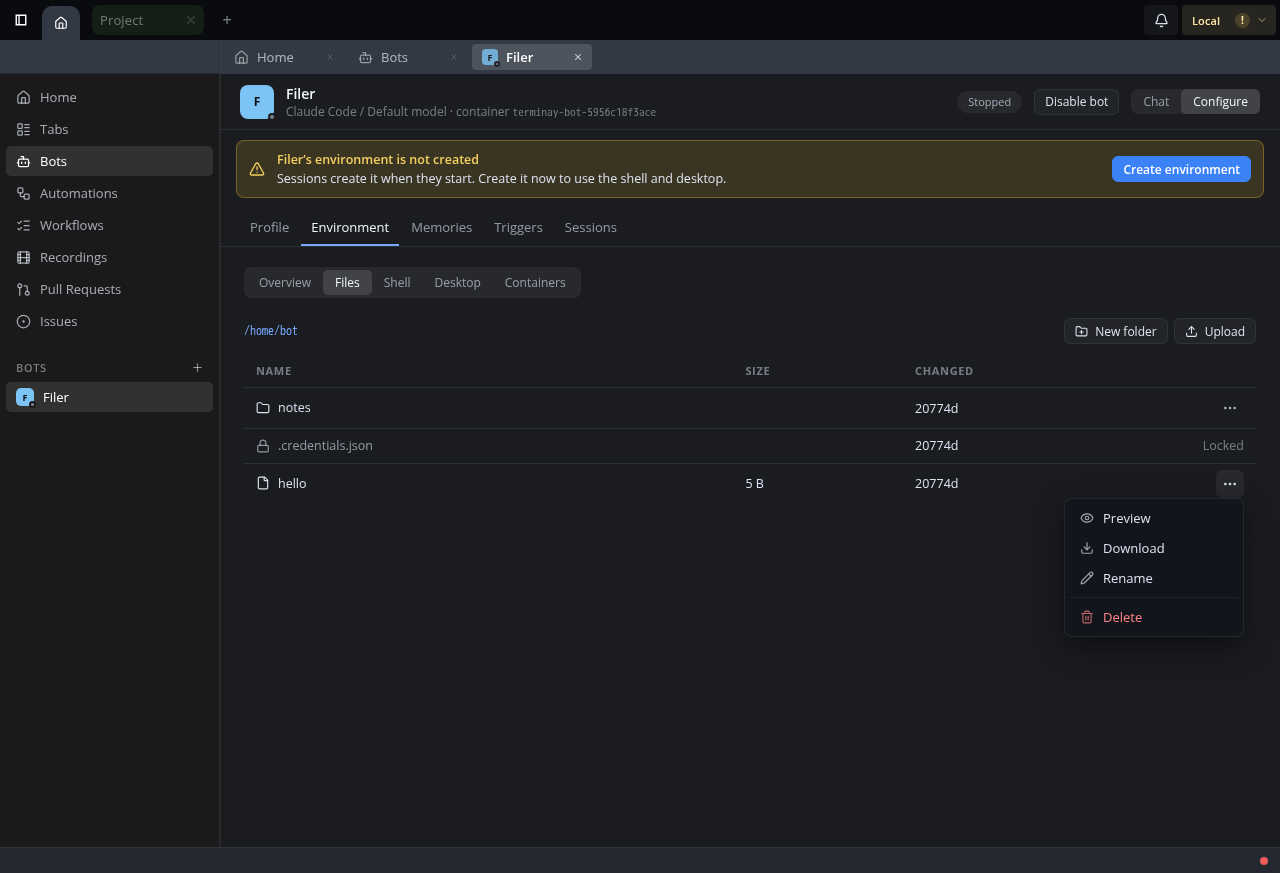 Project
Local !
Home
Bots
F Filer
Home
Tabs
Bots
Automations
Workflows
Recordings
Pull Requests
Issues
BOTS
F Filer
F
Filer
Claude Code / Default model · container terminay-bot-5956c18f3ace
Stopped
Disable bot
Chat
Configure
Filer’s environment is not created
Sessions create it when they start. Create it now to use the shell and desktop.
Create environment
Profile
Environment
Memories
Triggers
Sessions
Overview
Files
Shell
Desktop
Containers
/home/bot
New folder
Upload
NAME SIZE CHANGED
notes 20774d
.credentials.json 20774d Locked
hello 5 B 20774d
Preview
Download
Rename
Delete